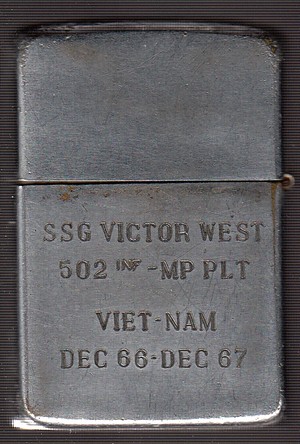 SSG VICTOR WEST
502 INF -MP PLT
VIET-NAM
DEC 66-DEC 67